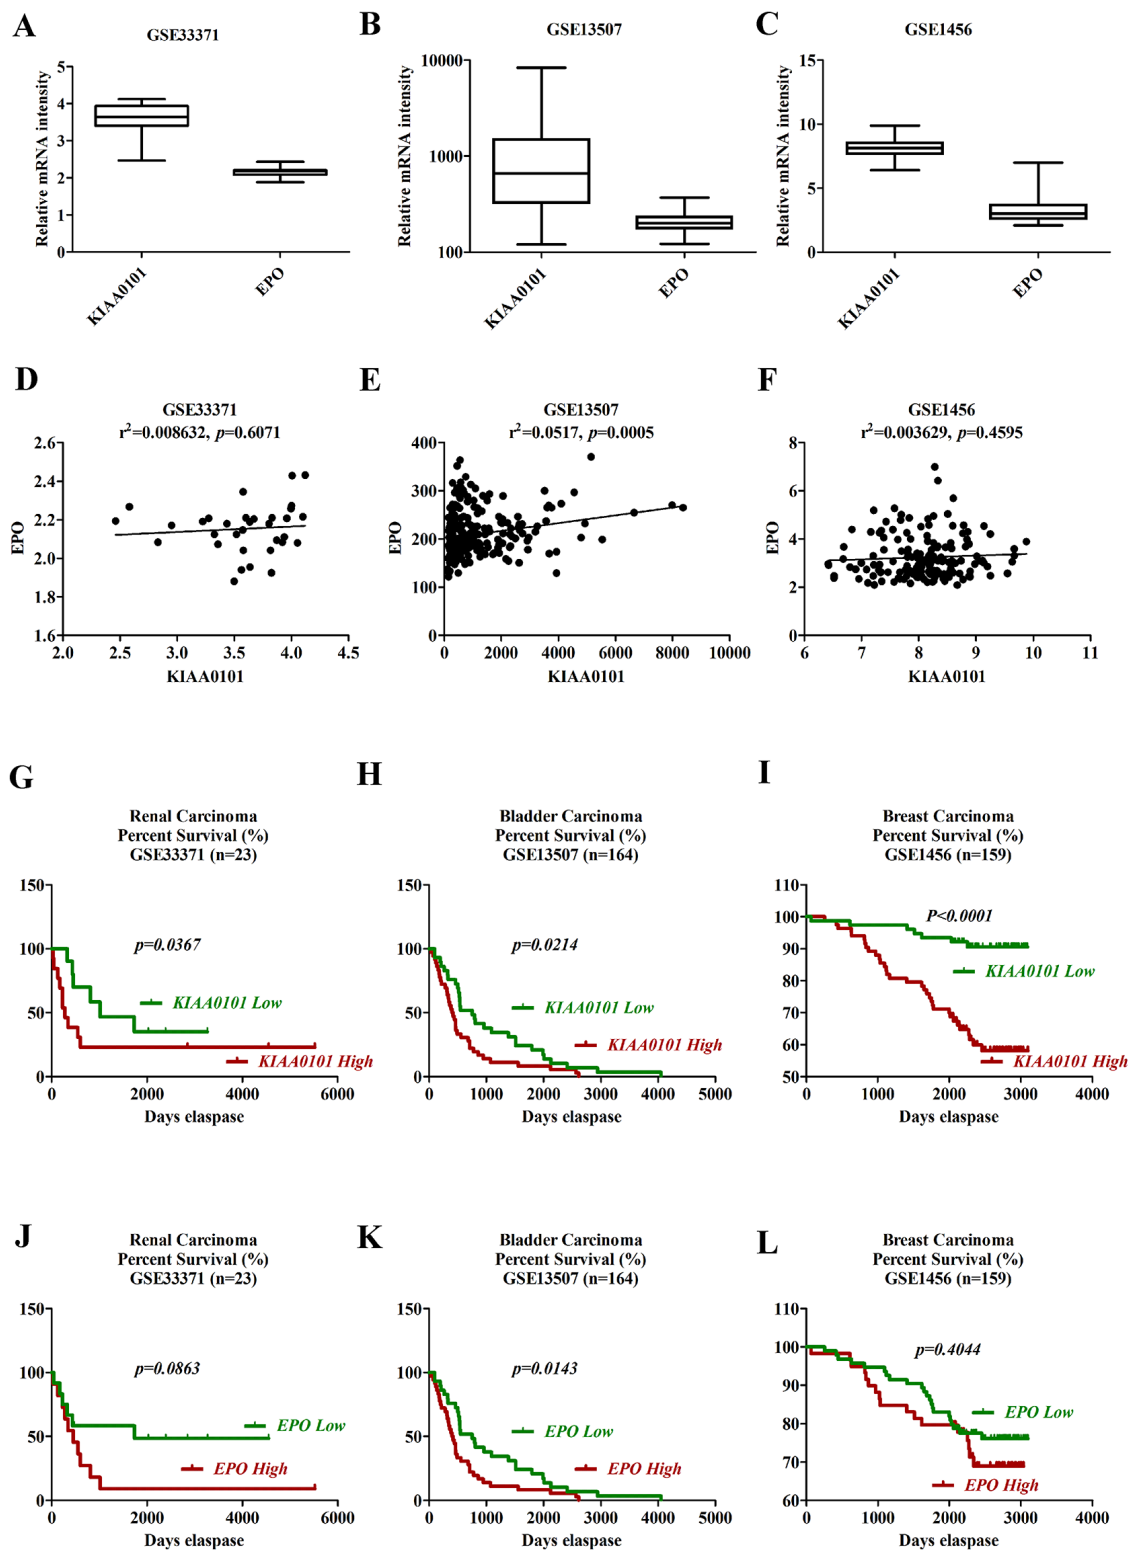 A
GSE33371
Relative mRNA intensity
5
4
3
2
1
0
KIAA0101
EPO
B
GSE13507
Relative mRNA intensity
10000
1000
100
KIAA0101
EPO
C
GSE1456
Relative mRNA intensity
15
10
5
0
KIAA0101
EPO
D
GSE33371
r²=0.008632, p=0.6071
EPO
2.6
2.4
2.2
2.0
1.8
1.6
2.0 2.5 3.0 3.5 4.0 4.5
KIAA0101
E
GSE13507
r²=0.0517, p=0.0005
EPO
400
300
200
100
0
0 2000 4000 6000 8000 10000
KIAA0101
F
GSE1456
r²=0.003629, p=0.4595
EPO
8
6
4
2
0
6 7 8 9 10 11
KIAA0101
G
Renal Carcinoma
Percent Survival (%)
GSE33371 (n=23)
150
100
50
0
p=0.0367
KIAA0101 Low
KIAA0101 High
0 2000 4000 6000
Days elaspase
H
Bladder Carcinoma
Percent Survival (%)
GSE13507 (n=164)
150
100
50
0
p=0.0214
KIAA0101 Low
KIAA0101 High
0 1000 2000 3000 4000 5000
Days elaspase
I
Breast Carcinoma
Percent Survival (%)
GSE1456 (n=159)
110
100
90
80
70
60
50
P<0.0001
KIAA0101 Low
KIAA0101 High
0 1000 2000 3000 4000
Days elaspase
J
Renal Carcinoma
Percent Survival (%)
GSE33371 (n=23)
150
100
50
0
p=0.0863
EPO Low
EPO High
0 2000 4000 6000
Days elaspase
K
Bladder Carcinoma
Percent Survival (%)
GSE13507 (n=164)
150
100
50
0
p=0.0143
EPO Low
EPO High
0 1000 2000 3000 4000 5000
Days elaspase
L
Breast Carcinoma
Percent Survival (%)
GSE1456 (n=159)
110
100
90
80
70
60
p=0.4044
EPO Low
EPO High
0 1000 2000 3000 4000
Days elaspase